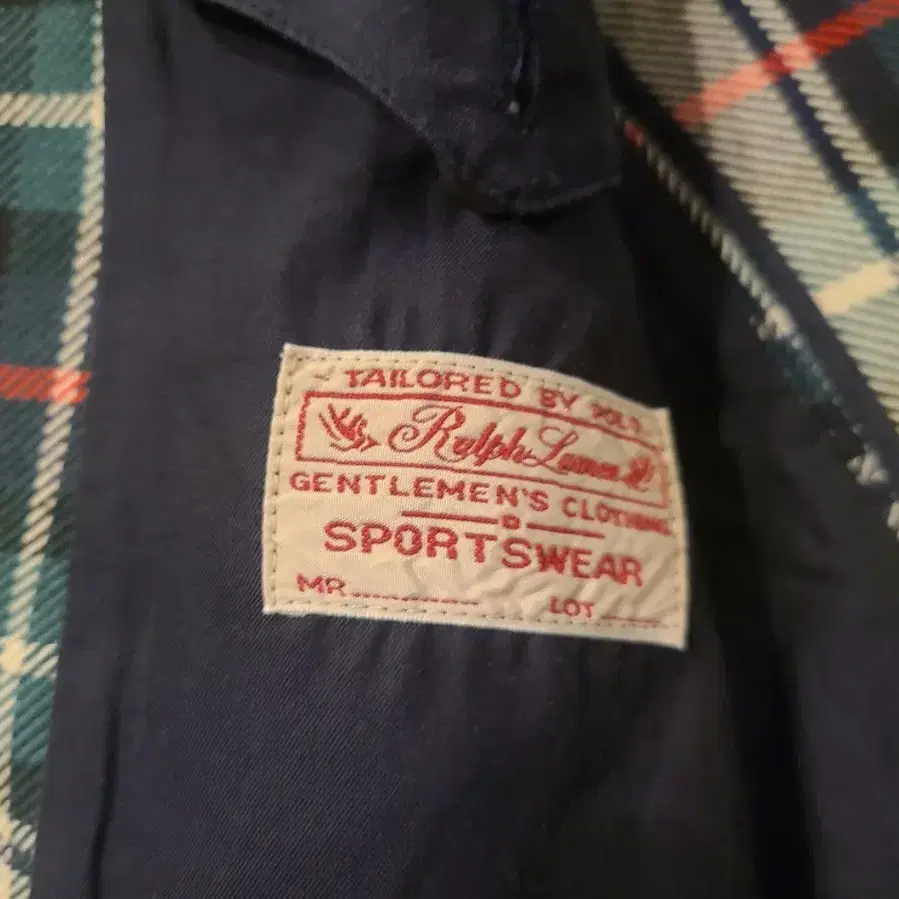 TAILORED BY POLO
Ralph Lauren
GENTLEMEN'S CLOTHING
SPORTSWEAR
MR
LOT